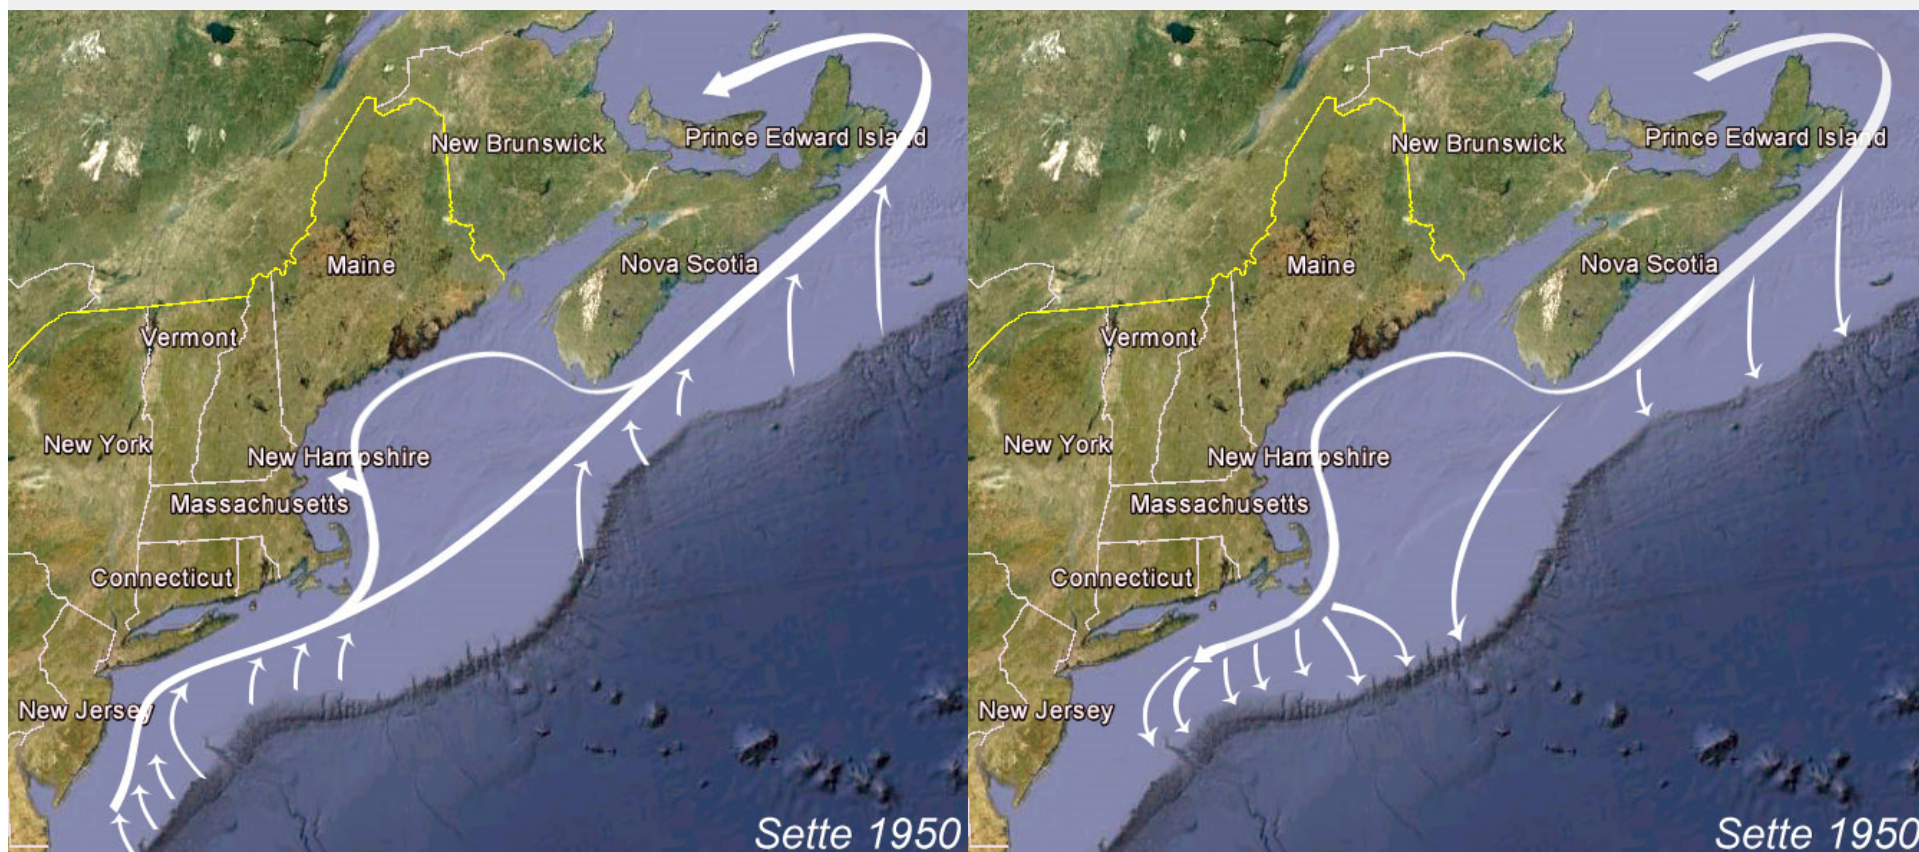 Prince Edward Island
New Brunswick
Nova Scotia
Maine
Vermont
New York
New Hampshire
Massachusetts
Connecticut
New Jersey
Sette 1950
Prince Edward Island
New Brunswick
Nova Scotia
Maine
Vermont
New York
New Hampshire
Massachusetts
Connecticut
New Jersey
Sette 1950